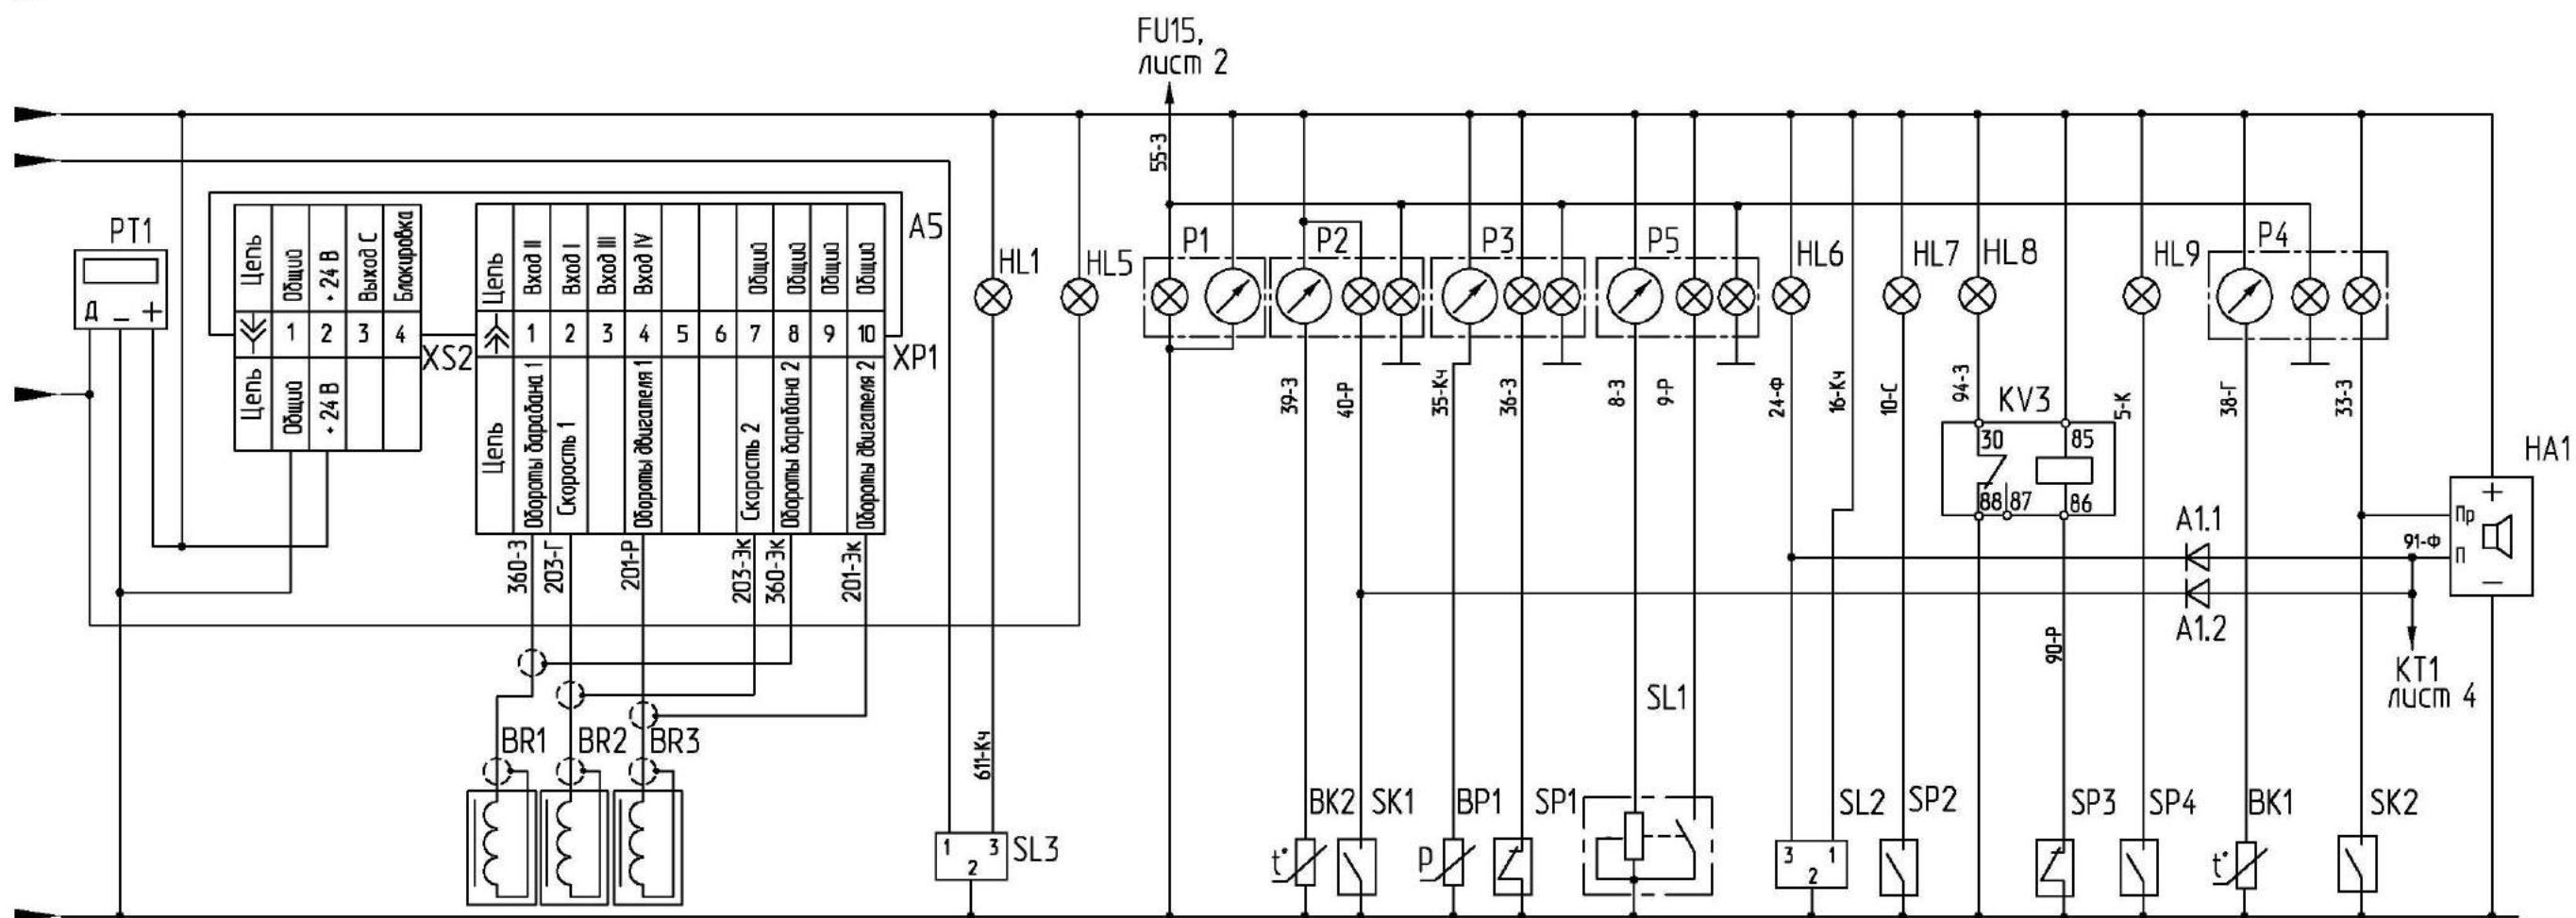 FU15,
лист 2
55-З
PT1
Д – +
Цепь Общий +24 В Выход С Блокировка
1 2 3 4
Цепь Общий +24 В
XS2
Цепь Вход II Вход I Вход III Вход IV Общий Общий Общий Общий
1 2 3 4 5 6 7 8 9 10
Цепь Обороты барабана 1 Скорость 1 Обороты двигателя 1 Скорость 2 Обороты барабана 2 Обороты двигателя 2
A5
XP1
360-З 203-Г 201-Р 203-Эк 360-Эк 201-Эк
BR1 BR2 BR3
HL1
HL5
611-Кч
1 3
2
SL3
P1 P2 P3 P5 HL6 HL7 HL8 HL9 P4
39-З 40-Р 35-Кч 36-З 8-З 9-Р 24-Ф 16-Кч 10-С 94-З 5-К 38-Г 33-З
KV3
30 85
88 87 86
90-Р
A1.1
A1.2
91-Ф
HA1
+
Пр
П
–
KT1
лист 4
SL1
BK2 SK1 BP1 SP1 SL2 SP2 SP3 SP4 BK1 SK2
t° P t°
3 1
2